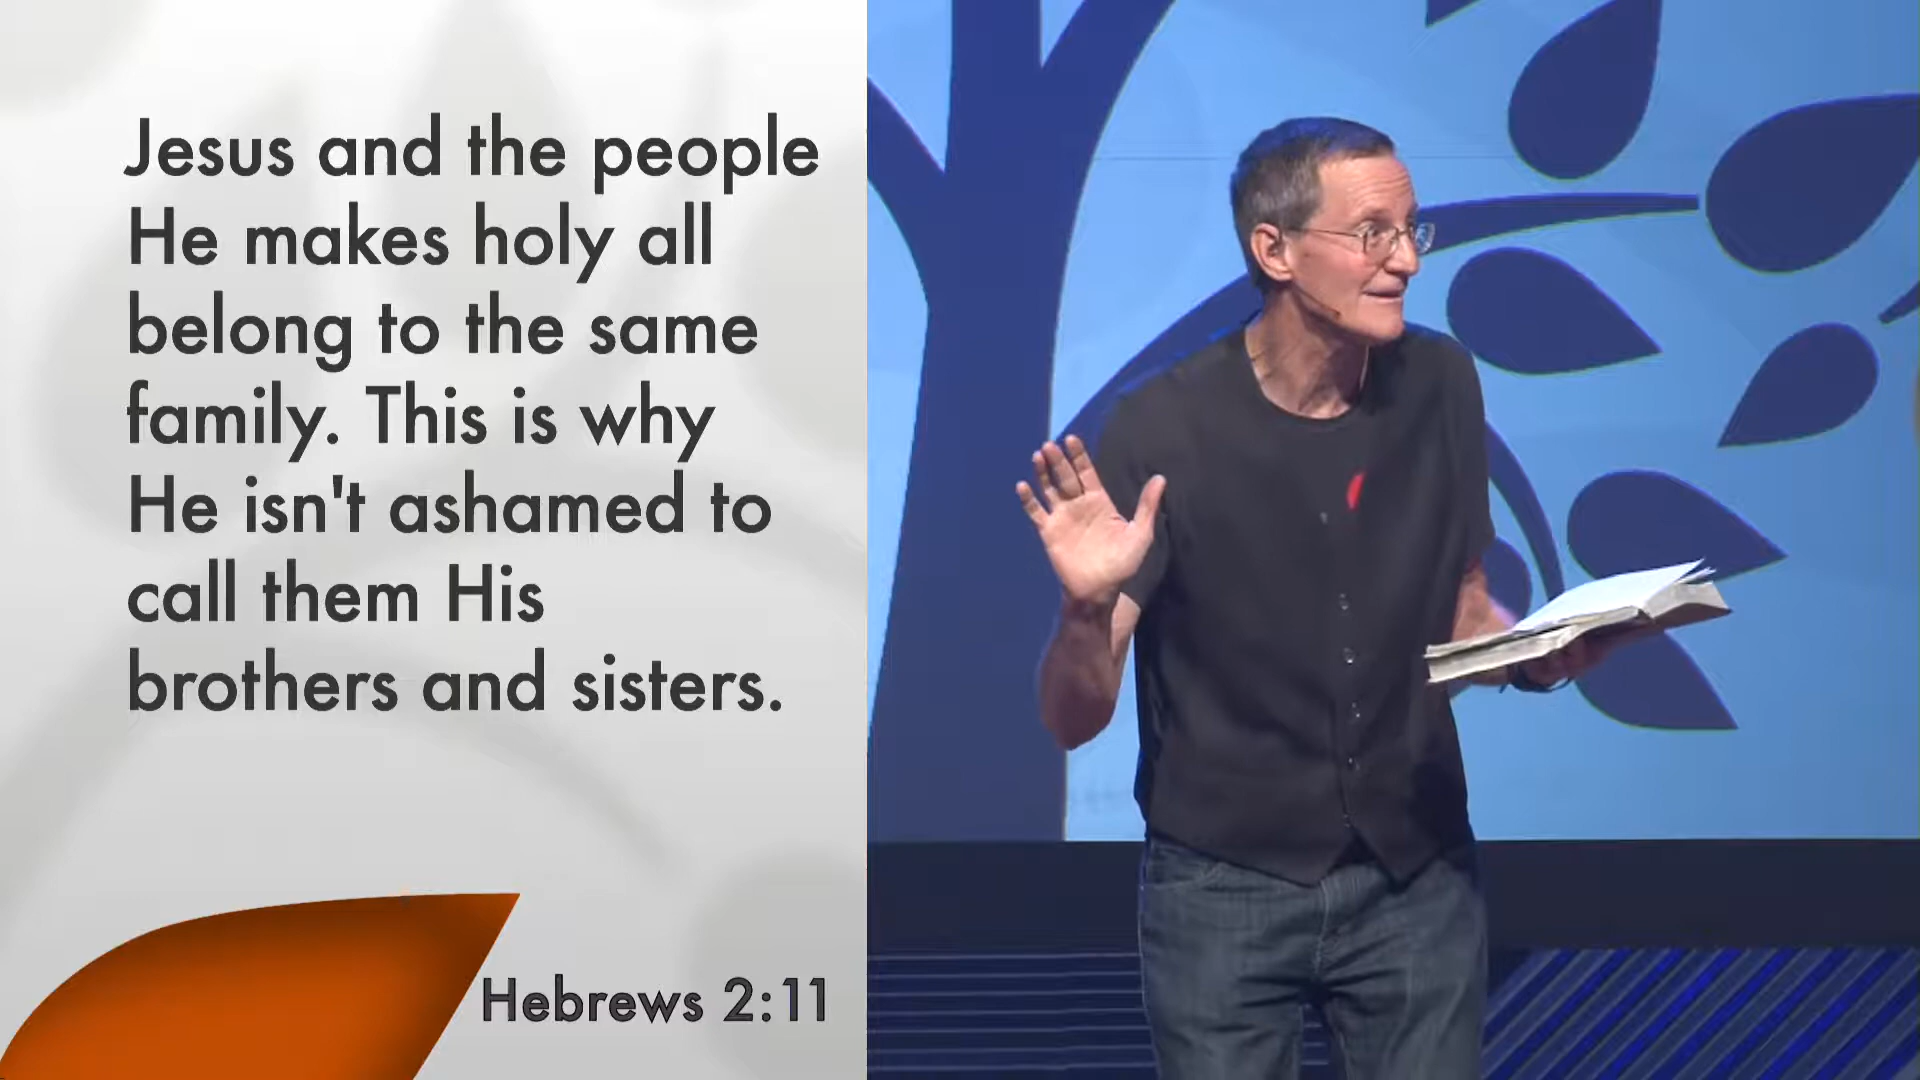 Jesus and the people
He makes holy all
belong to the same
family. This is why
He isn't ashamed to
call them His
brothers and sisters.
Hebrews 2:11